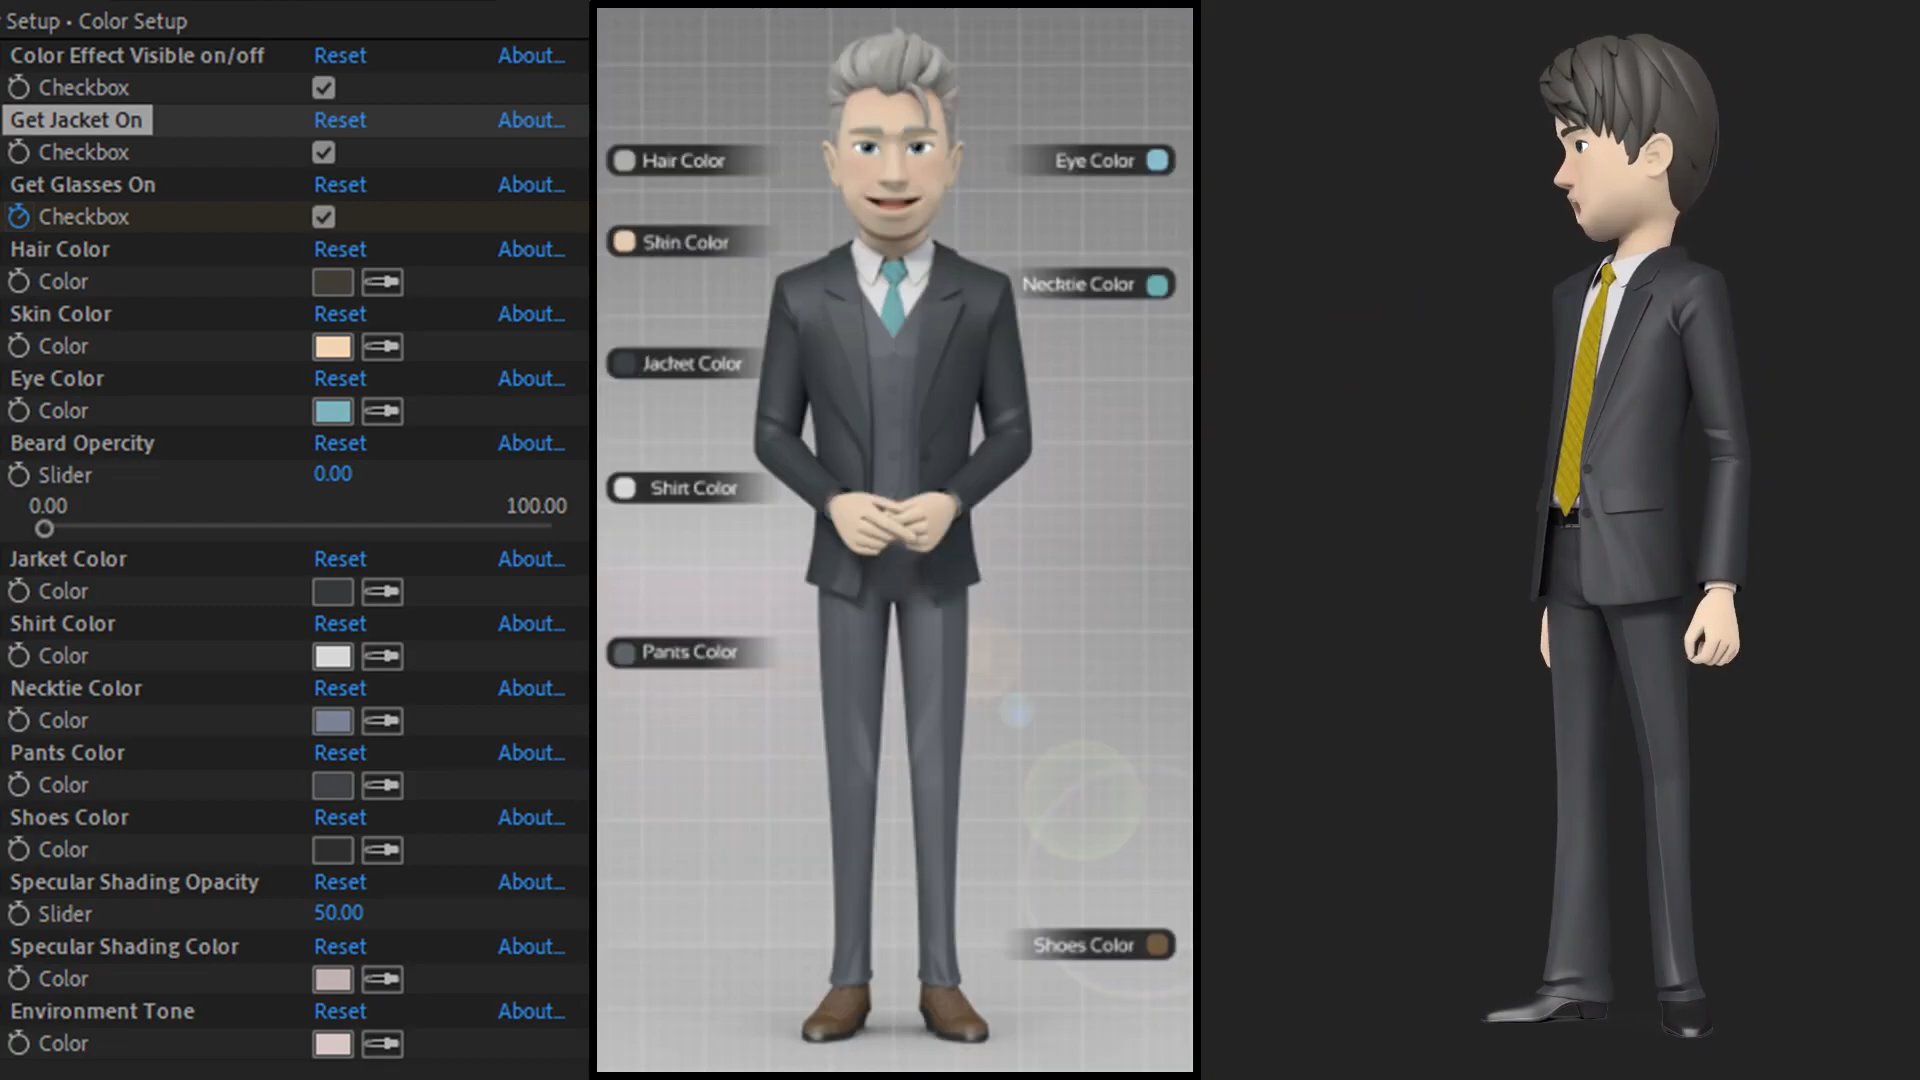 Setup • Color Setup
Color Effect Visible on/off Reset About...
Checkbox
Get Jacket On Reset About...
Checkbox
Get Glasses On Reset About...
Checkbox
Hair Color Reset About...
Color
Skin Color Reset About...
Color
Eye Color Reset About...
Color
Beard Opercity Reset About...
Slider 0.00
0.00 100.00
Jarket Color Reset About...
Color
Shirt Color Reset About...
Color
Necktie Color Reset About...
Color
Pants Color Reset About...
Color
Shoes Color Reset About...
Color
Specular Shading Opacity Reset About...
Slider 50.00
Specular Shading Color Reset About...
Color
Environment Tone Reset About...
Color
Hair Color
Eye Color
Skin Color
Necktie Color
Jacket Color
Shirt Color
Pants Color
Shoes Color